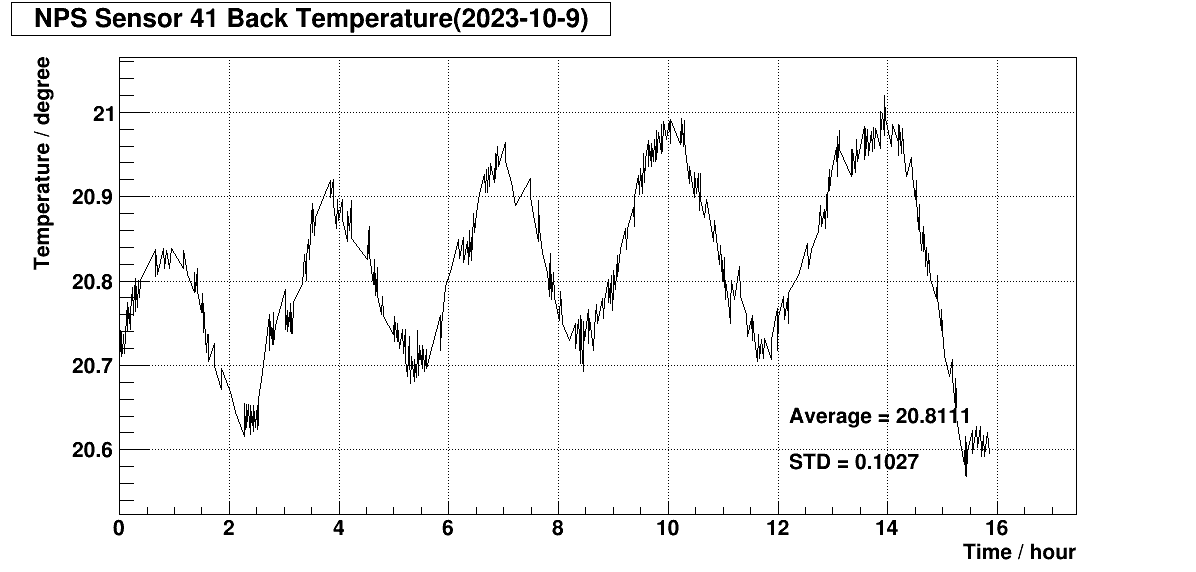 NPS Sensor 41 Back Temperature(2023-10-9)
Temperature / degree
21
20.9
20.8
20.7
20.6
Average = 20.8111
STD = 0.1027
0 2 4 6 8 10 12 14 16
Time / hour